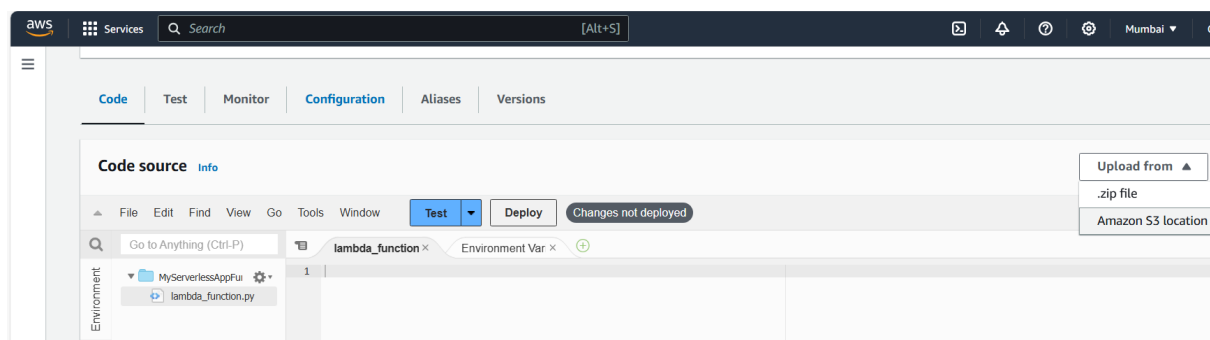 aws Services Search [Alt+S] Mumbai
Code Test Monitor Configuration Aliases Versions
Code source Info Upload from
.zip file
Amazon S3 location
File Edit Find View Go Tools Window Test Deploy Changes not deployed
Go to Anything (Ctrl-P) lambda_function × Environment Var ×
Environment
MyServerlessAppFu
lambda_function.py
1